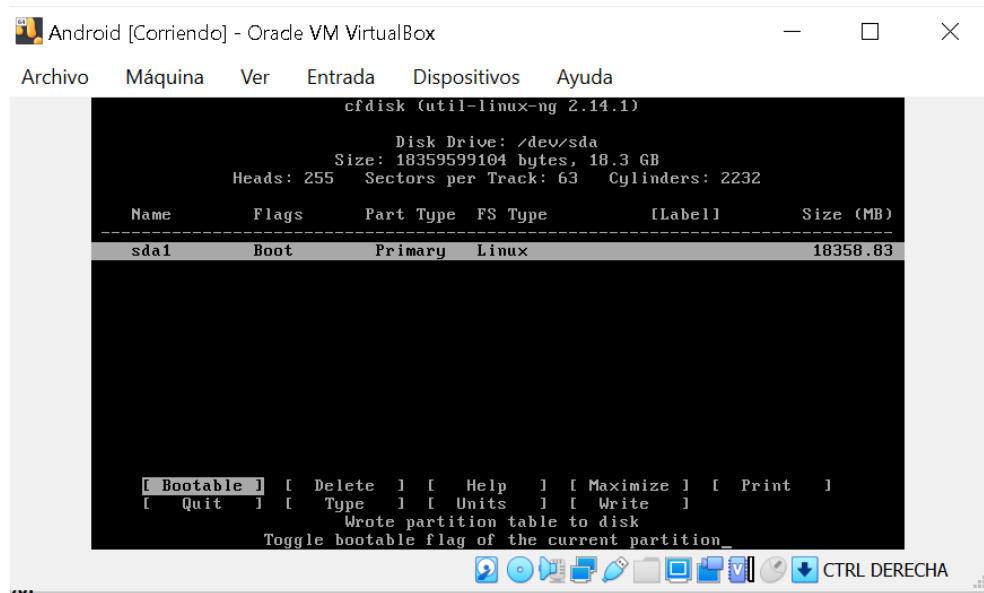 Android [Corriendo] - Oracle VM VirtualBox
Archivo Máquina Ver Entrada Dispositivos Ayuda
cfdisk (util-linux-ng 2.14.1)
Disk Drive: /dev/sda
Size: 18359599104 bytes, 18.3 GB
Heads: 255 Sectors per Track: 63 Cylinders: 2232
Name Flags Part Type FS Type [Label] Size (MB)
sda1 Boot Primary Linux 18358.83
[ Bootable ] [ Delete ] [ Help ] [ Maximize ] [ Print ]
[ Quit ] [ Type ] [ Units ] [ Write ]
Wrote partition table to disk
Toggle bootable flag of the current partition_
CTRL DERECHA